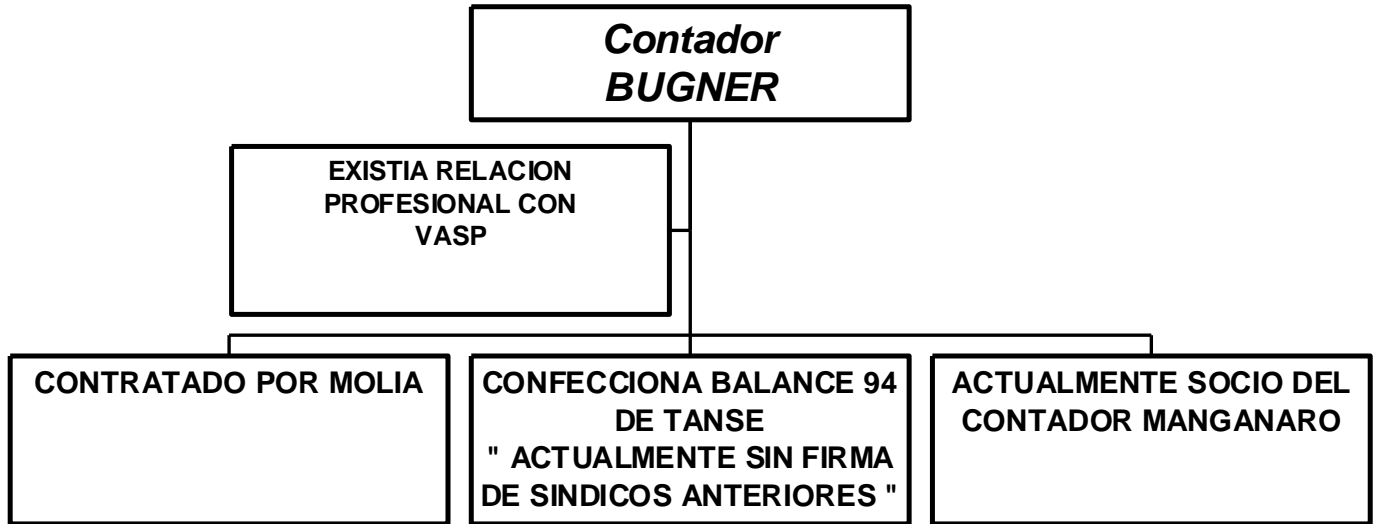 Contador
BUGNER
EXISTIA RELACION
PROFESIONAL CON
VASP
CONTRATADO POR MOLIA
CONFECCIONA BALANCE 94
DE TANSE
" ACTUALMENTE SIN FIRMA
DE SINDICOS ANTERIORES "
ACTUALMENTE SOCIO DEL
CONTADOR MANGANARO